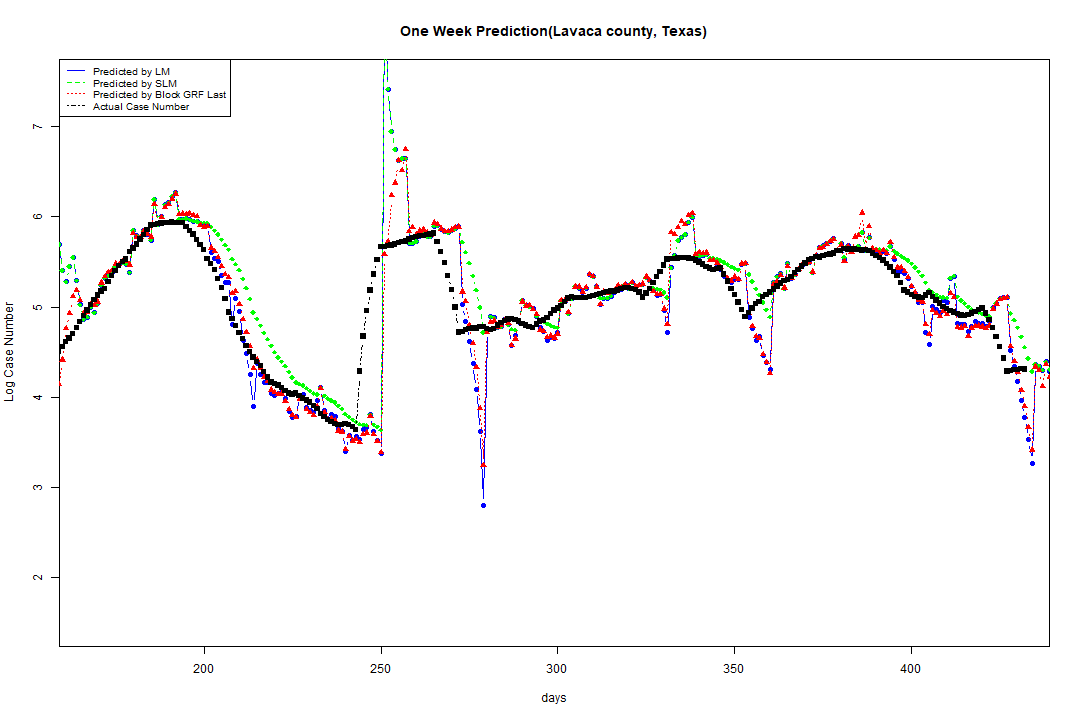 One Week Prediction(Lavaca county, Texas)
Predicted by LM
Predicted by SLM
Predicted by Block GRF Last
Actual Case Number
Log Case Number
7
6
5
4
3
2
200 250 300 350 400
days